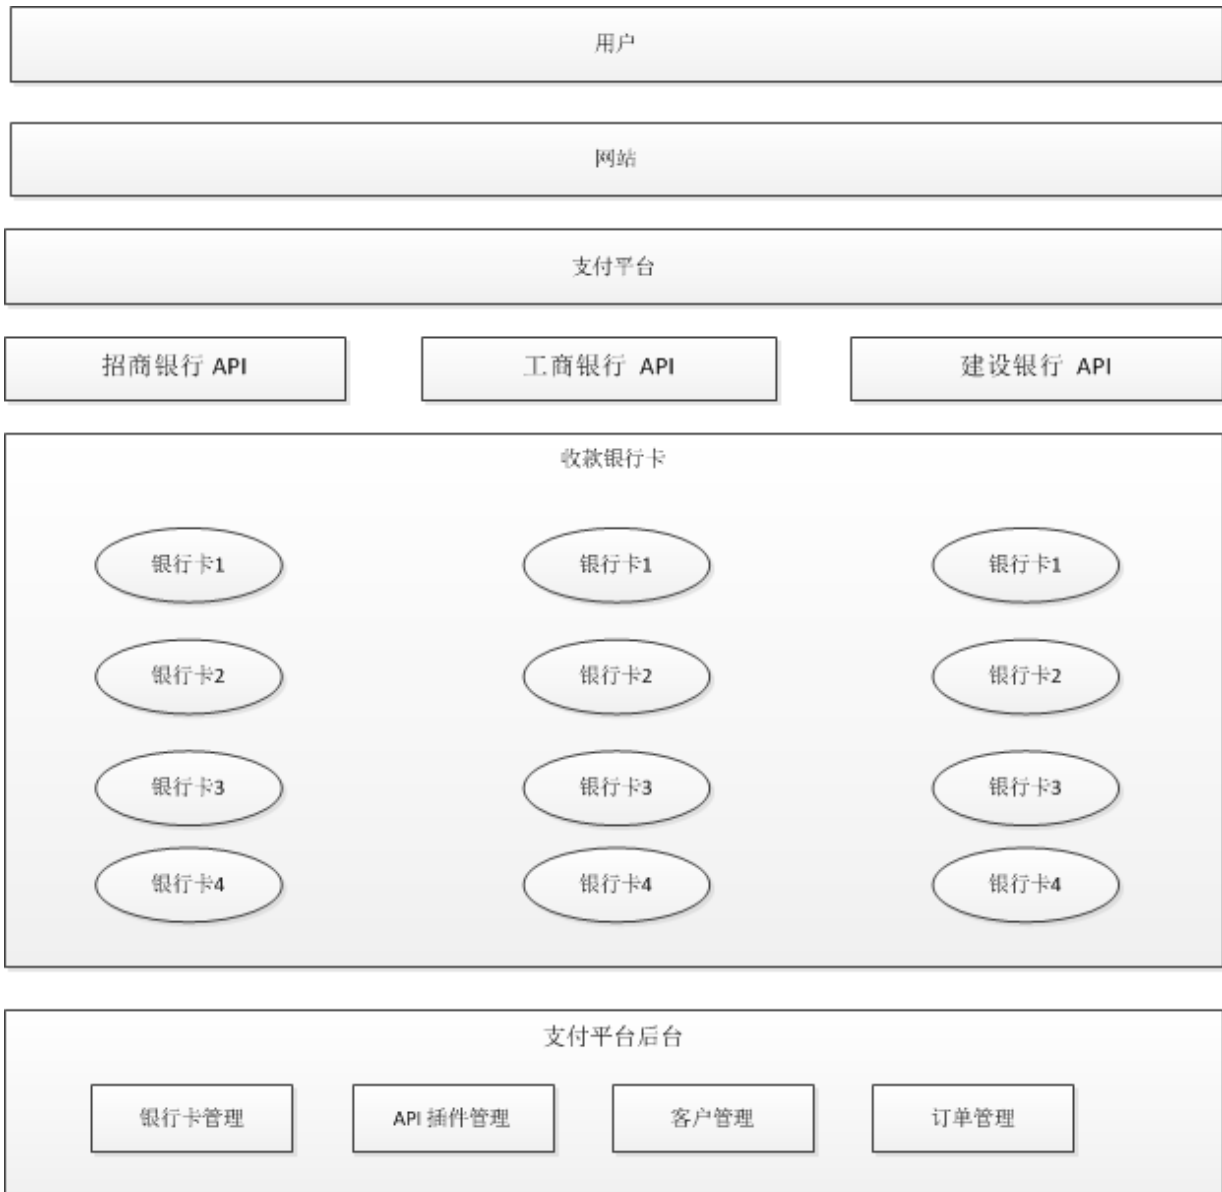 用户
网站
支付平台
招商银行 API
工商银行 API
建设银行 API
收款银行卡
银行卡1
银行卡1
银行卡1
银行卡2
银行卡2
银行卡2
银行卡3
银行卡3
银行卡3
银行卡4
银行卡4
银行卡4
支付平台后台
银行卡管理
API 插件管理
客户管理
订单管理